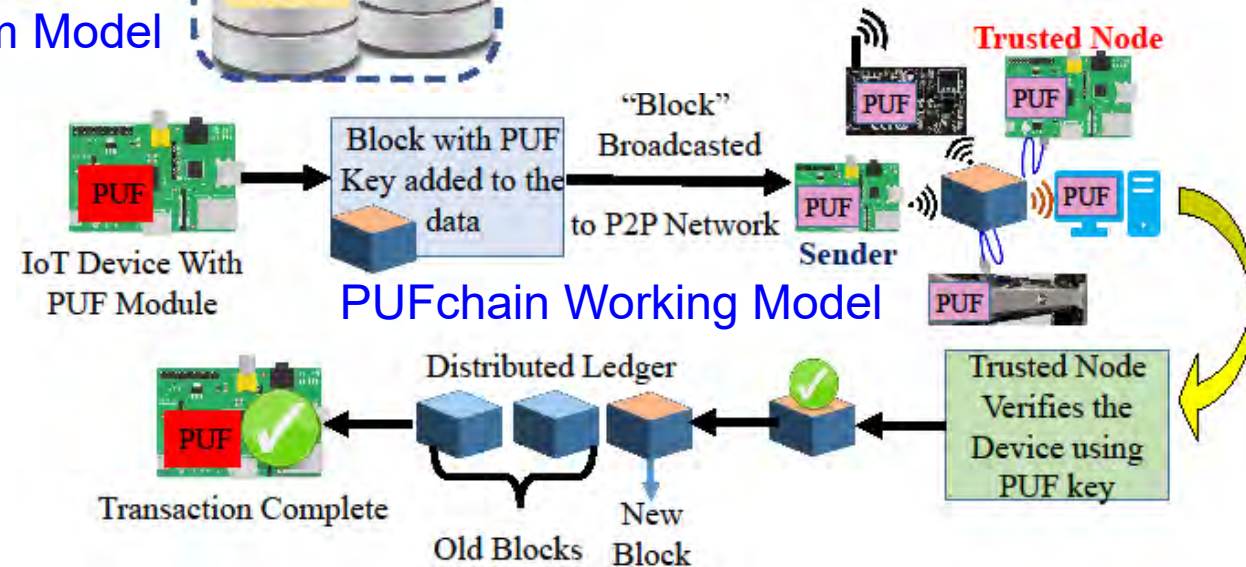 Model
PUF
IoT Device With
PUF Module
Block with PUF
Key added to the
data
“Block”
Broadcasted
to P2P Network
PUF
Sender
PUF
Trusted Node
PUF
PUF
PUF
PUFchain Working Model
Trusted Node
Verifies the
Device using
PUF key
Distributed Ledger
New
Block
Old Blocks
PUF
Transaction Complete